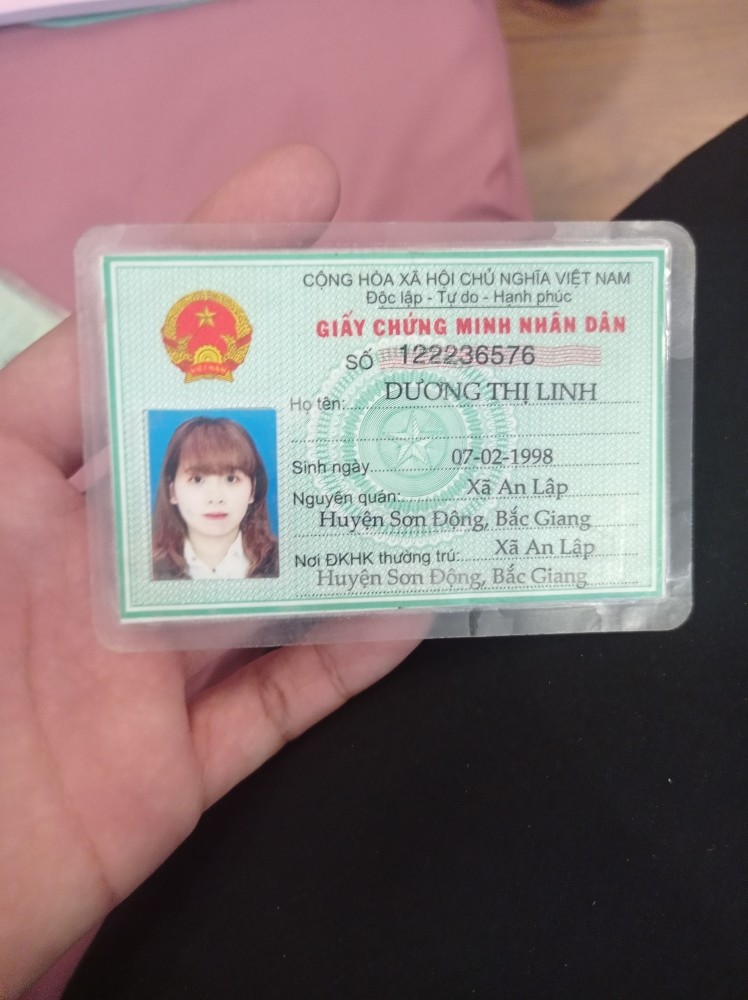 CỘNG HÒA XÃ HỘI CHỦ NGHĨA VIỆT NAM
Độc lập - Tự do - Hạnh phúc
GIẤY CHỨNG MINH NHÂN DÂN
SỐ 122236576
Họ tên: DƯƠNG THỊ LINH
Sinh ngày 07-02-1998
Nguyên quán: Xã An Lập
Huyện Sơn Động, Bắc Giang
Nơi ĐKHK thường trú: Xã An Lập
Huyện Sơn Động, Bắc Giang
VIỆT NAM